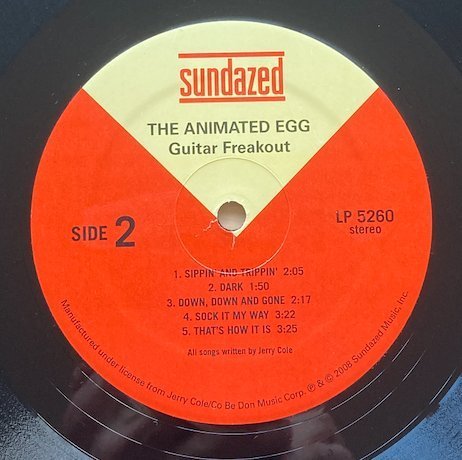 sundazed
THE ANIMATED EGG
Guitar Freakout
SIDE 2
LP 5260
stereo
1. SIPPIN' AND TRIPPIN' 2:05
2. DARK 1:50
3. DOWN, DOWN AND GONE 2:17
4. SOCK IT MY WAY 3:22
5. THAT'S HOW IT IS 3:25
All songs written by Jerry Cole
Manufactured under license from Jerry Cole/Co Be Don Music Corp. ℗ & © 2008 Sundazed Music, Inc.